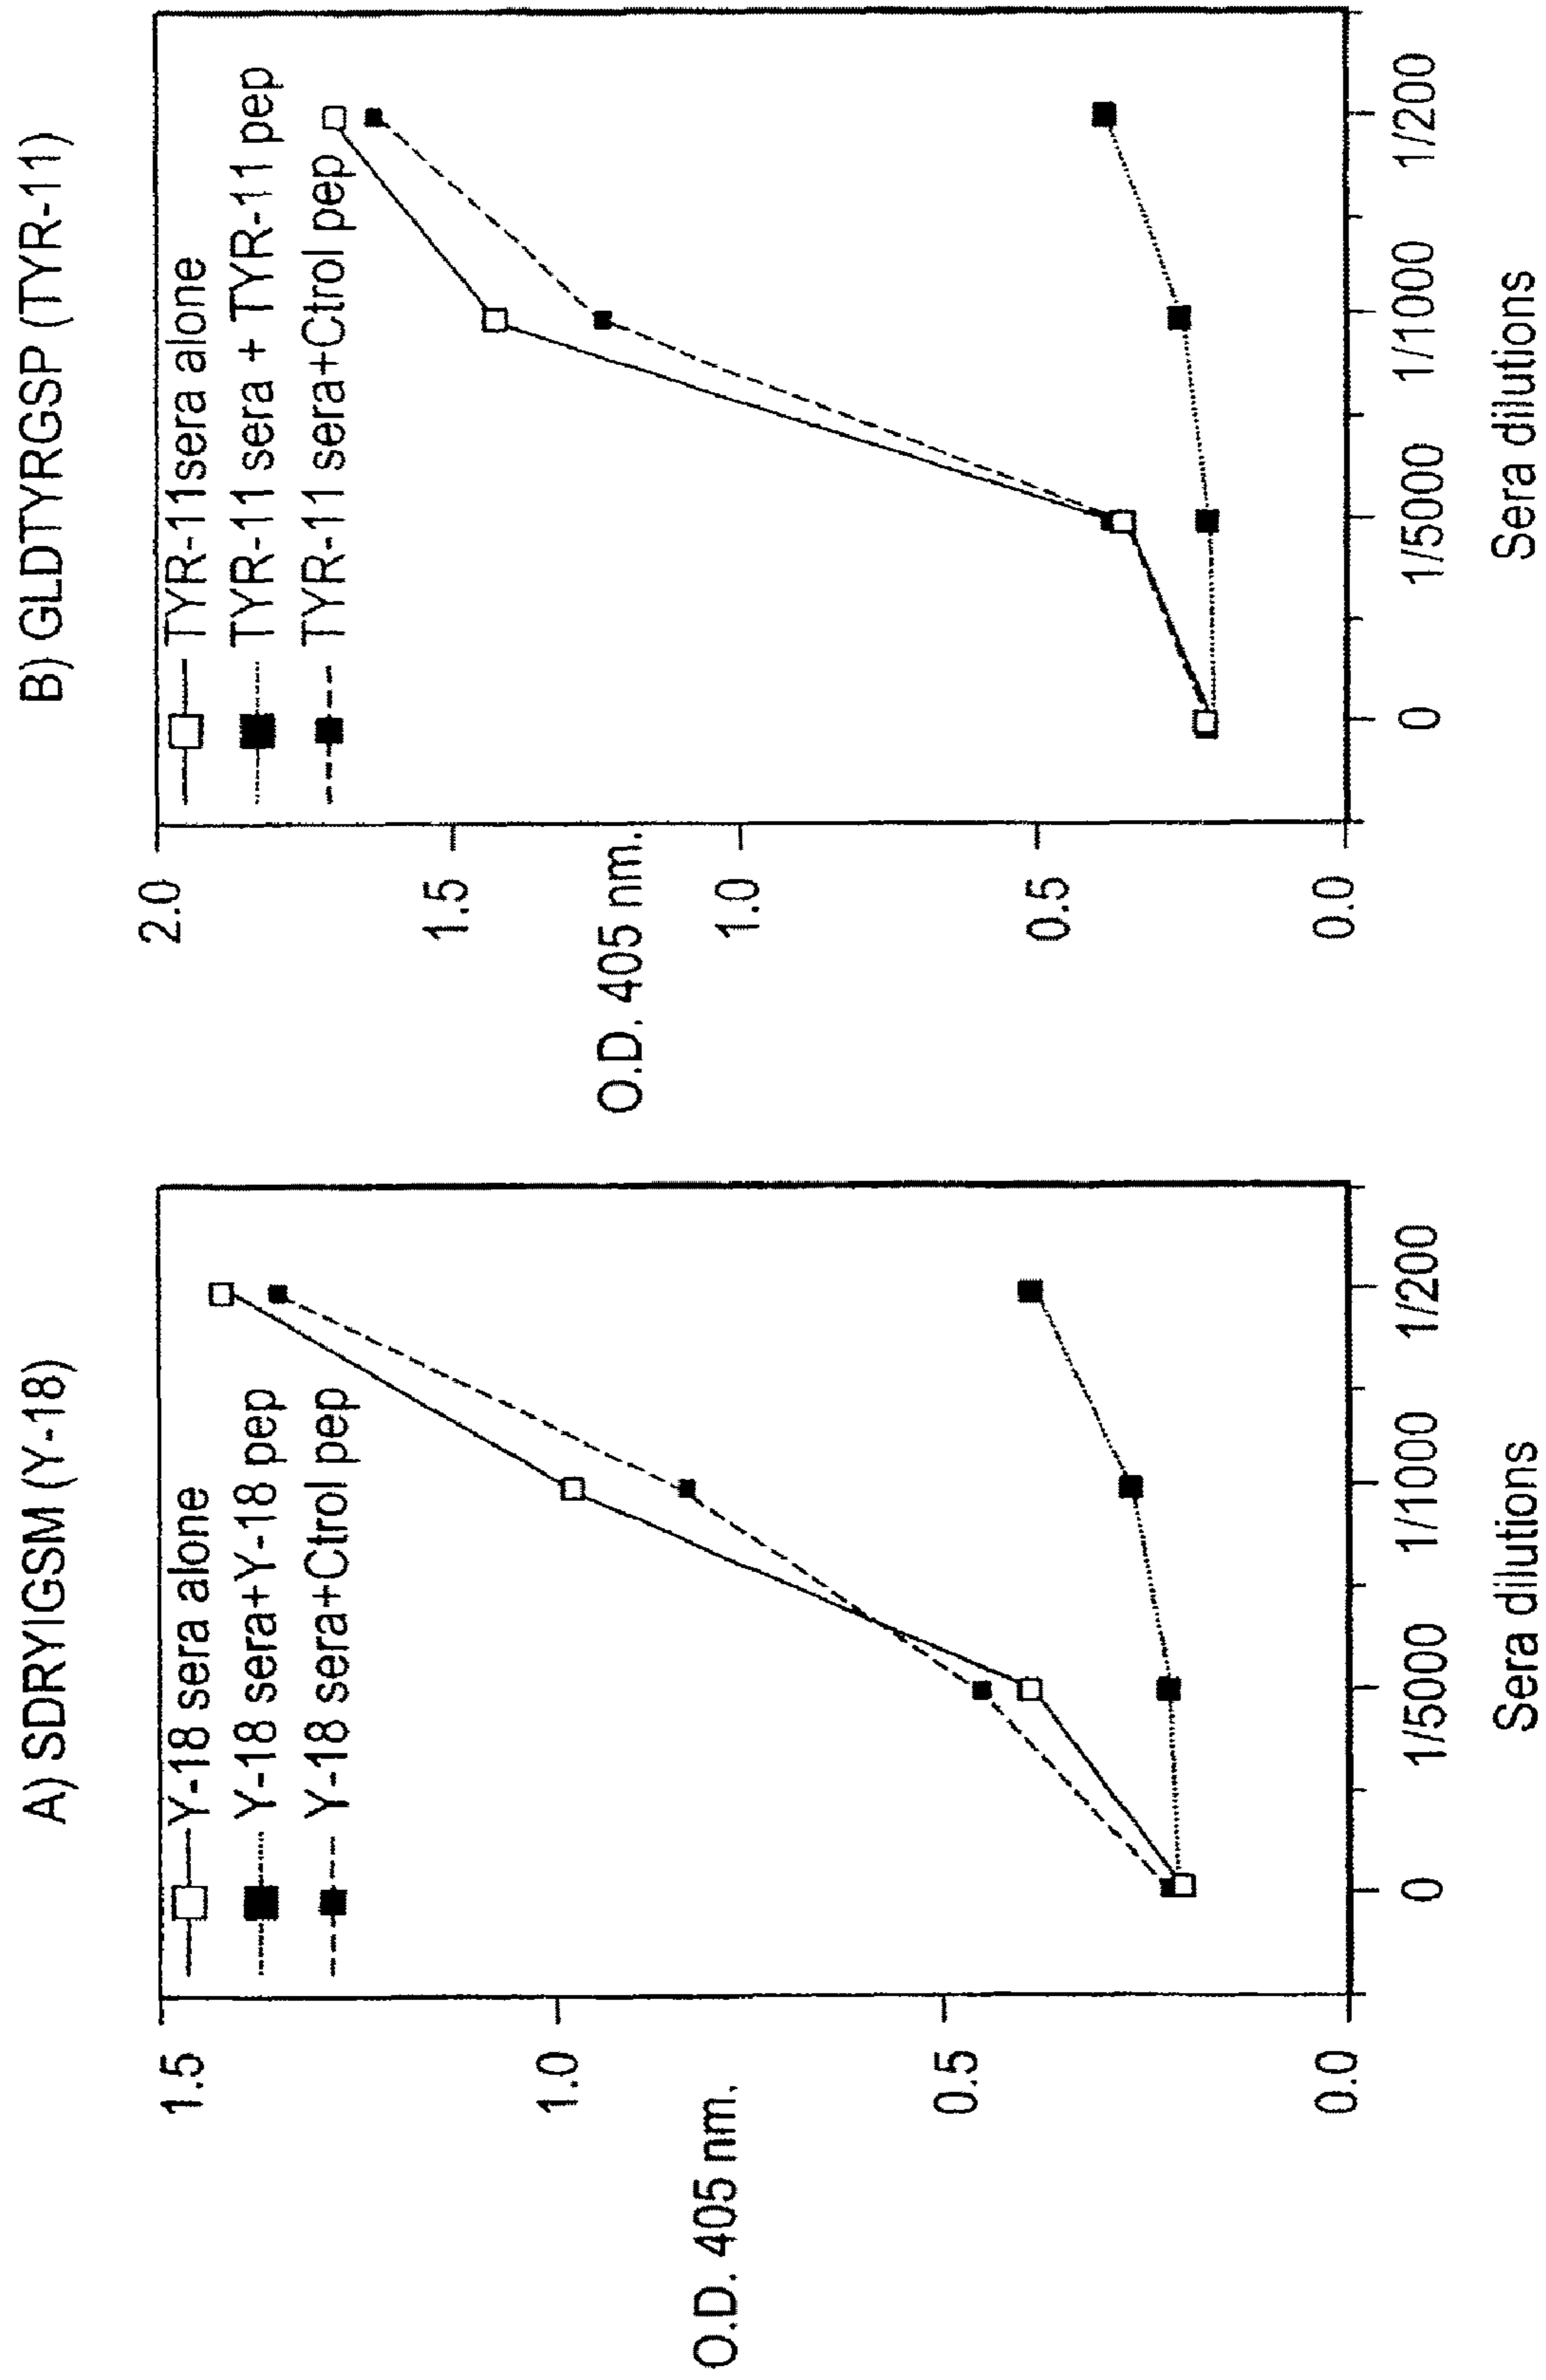 A) SDRYIGSM (Y-18)
Y-18 sera alone
Y-18 sera+Y-18 pep
Y-18 sera+Ctrol pep
1.5
1.0
0.5
0.0
O.D. 405 nm.
0
1/5000
1/1000
1/200
Sera dilutions
B) GLDTYRGSP (TYR-11)
TYR-11sera alone
TYR-11 sera + TYR-11 pep
TYR-11 sera+Ctrol pep
2.0
1.5
1.0
0.5
0.0
O.D. 405 nm.
0
1/5000
1/1000
1/200
Sera dilutions